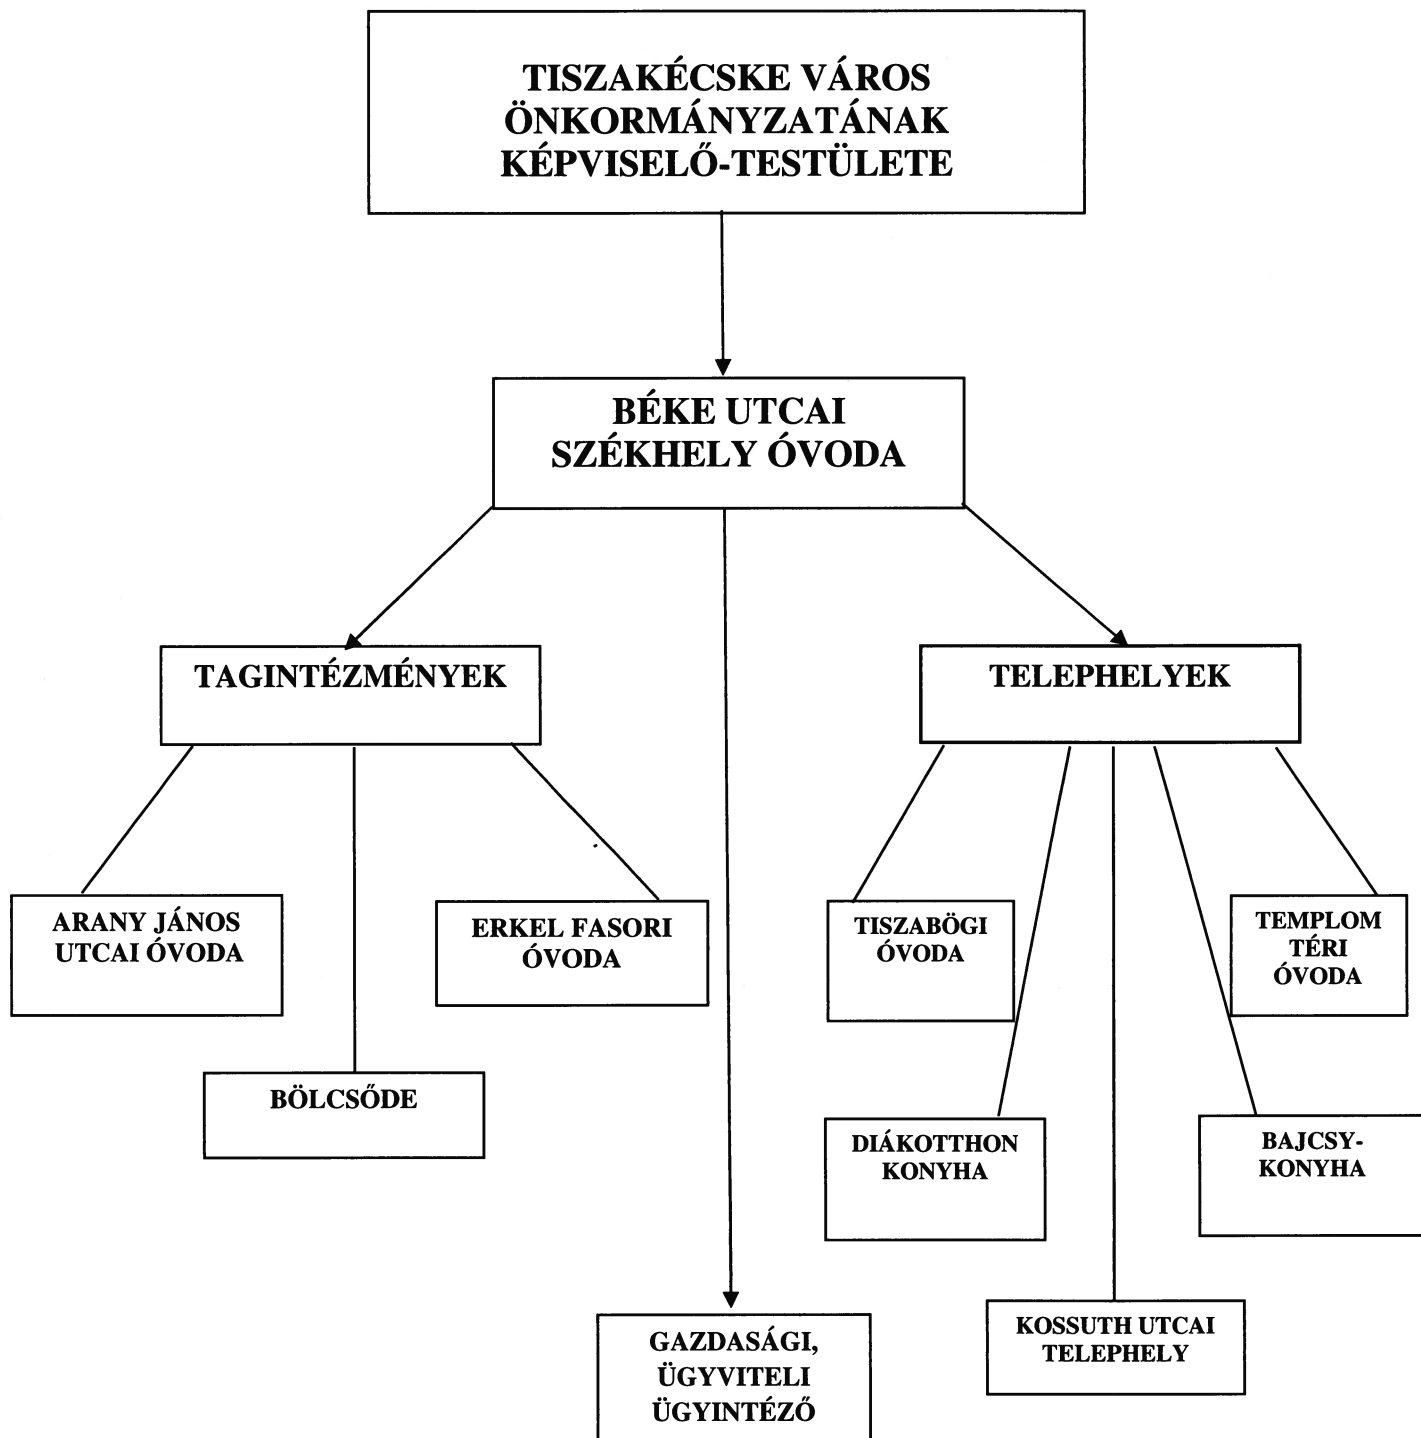 TISZAKÉCSKE VÁROS
ÖNKORMÁNYZATÁNAK
KÉPVISELŐ-TESTÜLETE
BÉKE UTCAI
SZÉKHELY ÓVODA
TAGINTÉZMÉNYEK
TELEPHELYEK
ARANY JÁNOS
UTCAI ÓVODA
ERKEL FASORI
ÓVODA
TISZABÖGI
ÓVODA
TEMPLOM
TÉRI
ÓVODA
BÖLCSŐDE
DIÁKOTTHON
KONYHA
BAJCSY-
KONYHA
GAZDASÁGI,
ÜGYVITELI
ÜGYINTÉZŐ
KOSSUTH UTCAI
TELEPHELY